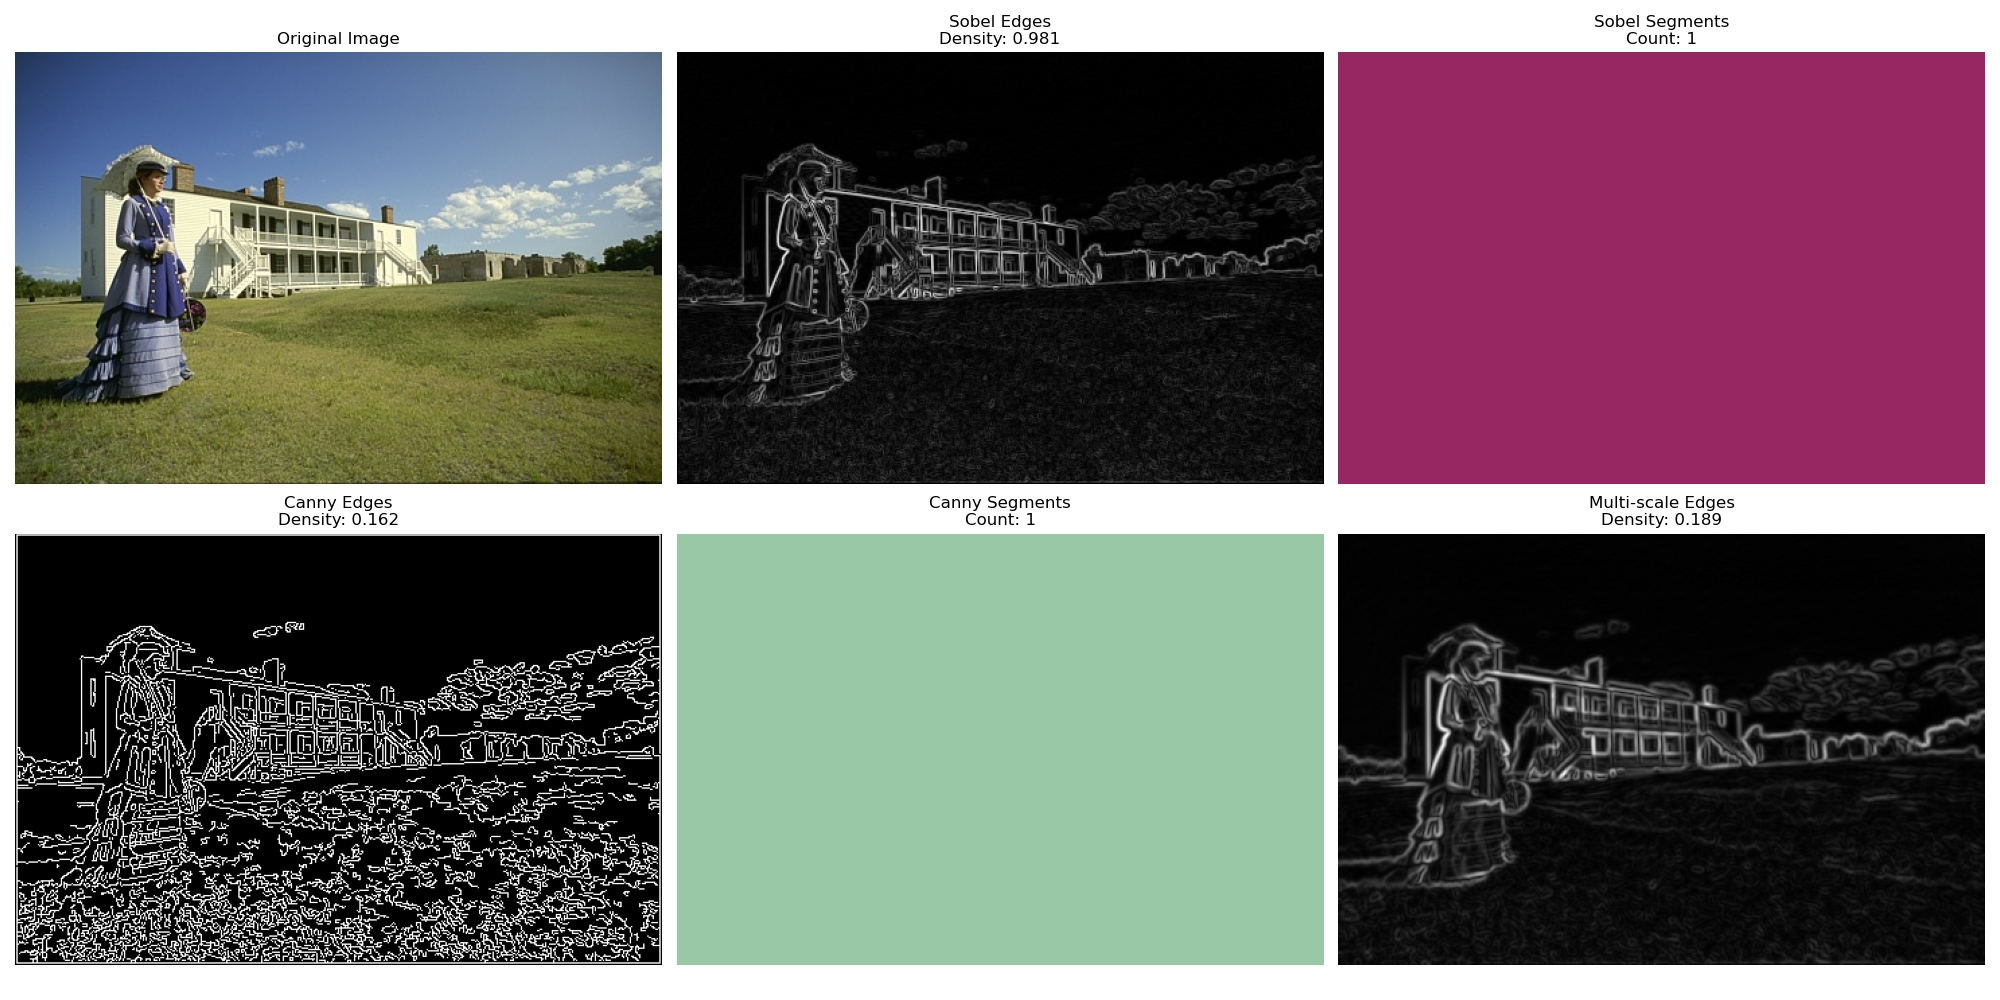 Original Image
Sobel Edges
Density: 0.981
Sobel Segments
Count: 1
Canny Edges
Density: 0.162
Canny Segments
Count: 1
Multi-scale Edges
Density: 0.189